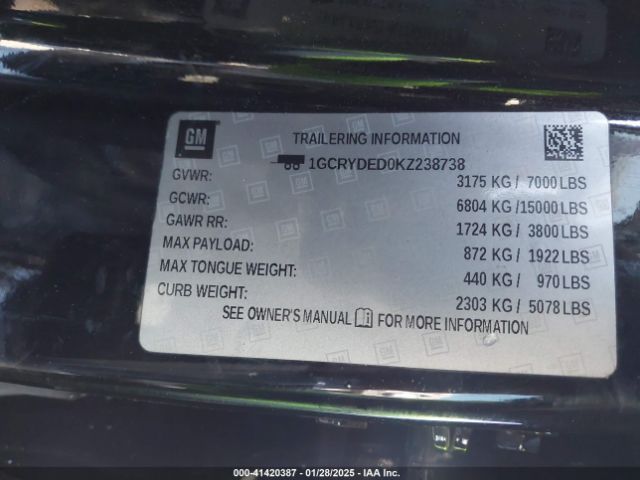 GM
TRAILERING INFORMATION
1GCRYDED0KZ238738
GVWR: 3175 KG / 7000 LBS
GCWR: 6804 KG /15000 LBS
GAWR RR: 1724 KG / 3800 LBS
MAX PAYLOAD: 872 KG / 1922 LBS
MAX TONGUE WEIGHT: 440 KG / 970 LBS
CURB WEIGHT: 2303 KG / 5078 LBS
SEE OWNER'S MANUAL FOR MORE INFORMATION
000-41420387 - 01/28/2025 - IAA Inc.